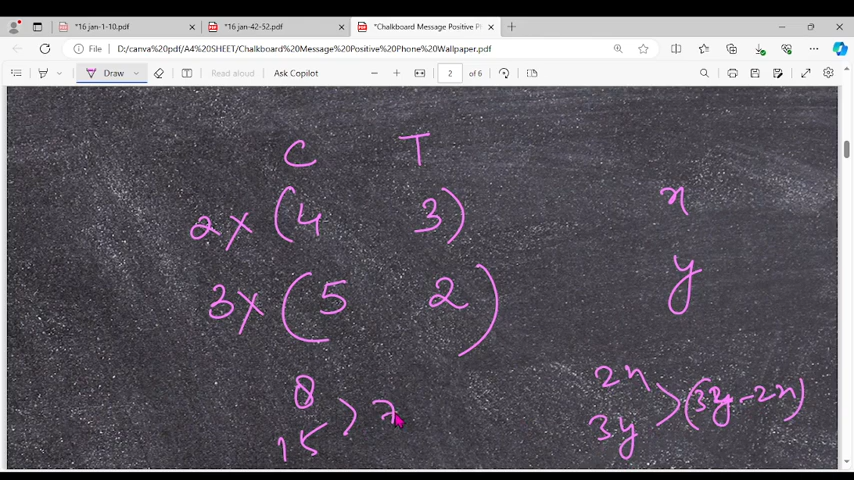 *16 jan-1-10.pdf
*16 jan-42-52.pdf
*Chalkboard Message Positive Pl
File
D:/canva%20pdf/A4%20SHEET/Chalkboard%20Message%20Positive%20Phone%20Wallpaper.pdf
Draw
Read aloud
Ask Copilot
2
of 6
C T
2x (4 3)
3x (5 2)
x
y
8
15 > 7
2x
3y > (3y-2x)